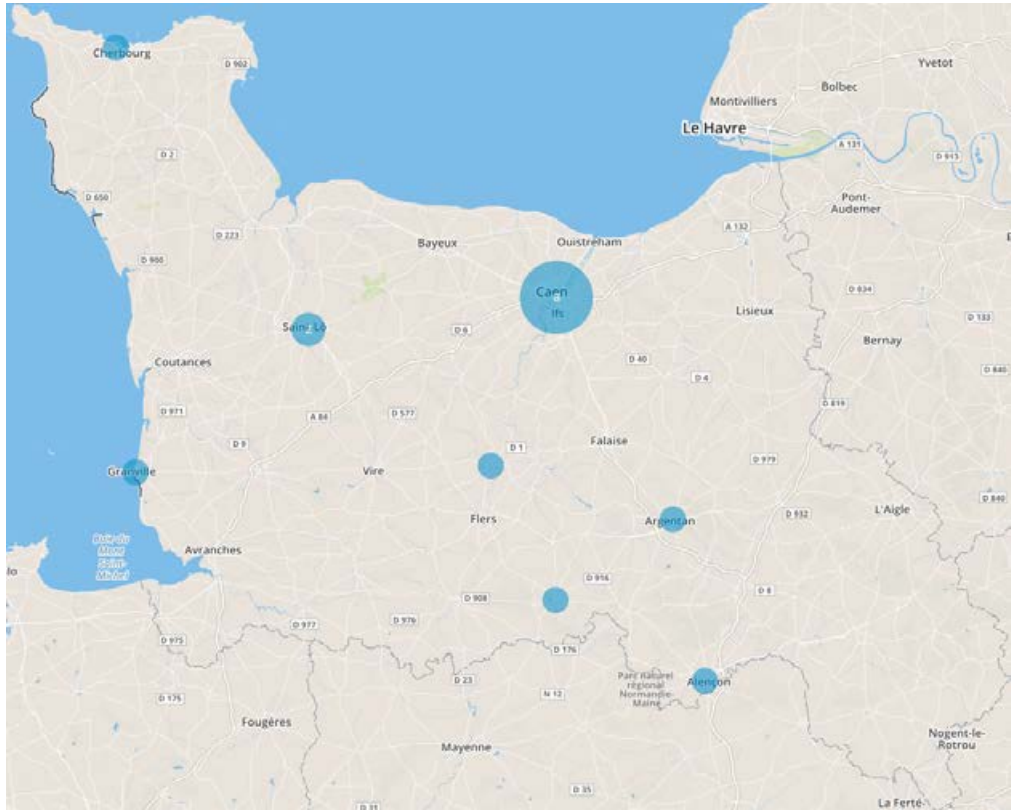 Cherbourg
D 902
Yvetot
Bolbec
Montivilliers
Le Havre
A 131
D 913
D 2
D 650
Pont-
Audemer
A 132
D 223
Bayeux
Ouistreham
D 900
Caen
Ifs
D 834
D 133
Saint-Lô
D 6
Lisieux
Bernay
Coutances
D 40
D 4
D 840
D 819
D 971
A 84
D 577
D 9
D 1
Falaise
D 979
Granville
Vire
D 840
L'Aigle
Flers
Argentan
D 932
Baie du
Mont
Saint-
Michel
Avranches
lo
D 916
D 8
D 908
D 976
D 977
D 975
D 176
Parc naturel
régional
Normandie-
Maine
Alençon
D 23
N 12
D 175
Fougères
Mayenne
Nogent-le-
Rotrou
D 35
D 31
La Ferté-